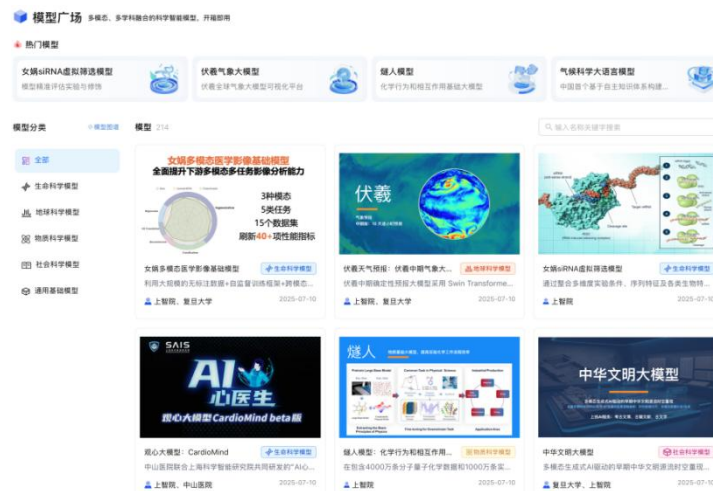 模型广场 多模态、多学科融合的科学智能模型，开箱即用
热门模型
女娲siRNA虚拟筛选模型
模型精准评估实验与修饰
伏羲气象大模型
伏羲全球气象大模型可视化平台
燧人模型
化学行为和相互作用基础大模型
气候科学大语言模型
中国首个基于自主知识体系构建...
模型分类
模型图谱
模型 214
输入名称关键字搜索
全部
生命科学模型
地球科学模型
物质科学模型
社会科学模型
通用基础模型
女娲多模态医学影像基础模型
全面提升下游多模态多任务影像分析能力
3种模态
5类任务
15个数据集
刷新40+项性能指标
女娲多模态医学影像基础模型
生命科学模型
利用大规模的无标注数据+自监督训练框架+跨模态...
上智院、复旦大学
2025-07-10
伏羲
伏羲天气预报：伏羲中期气象大...
地球科学模型
伏羲中期确定性预报大模型采用 Swin Transforme...
上智院、复旦大学
2025-07-10
女娲siRNA虚拟筛选模型
生命科学模型
通过整合多维度实验条件、序列特征及各类生物特...
上智院
2025-07-10
SAIS
AI
心医生
观心大模型CardioMind beta版
观心大模型：CardioMind
生命科学模型
中山医院联合上海科学智能研究院共同研发的“AI心...
上智院、中山医院
2025-07-10
燧人
燧人模型：化学行为和相互作用...
物质科学模型
在包含4000万条分子量子化学数据和1000万条实...
上智院
2025-07-10
中华文明大模型
中华文明大模型
社会科学模型
多模态生成式AI驱动的早期中华文明源流时空重现...
复旦大学、上智院
2025-07-10